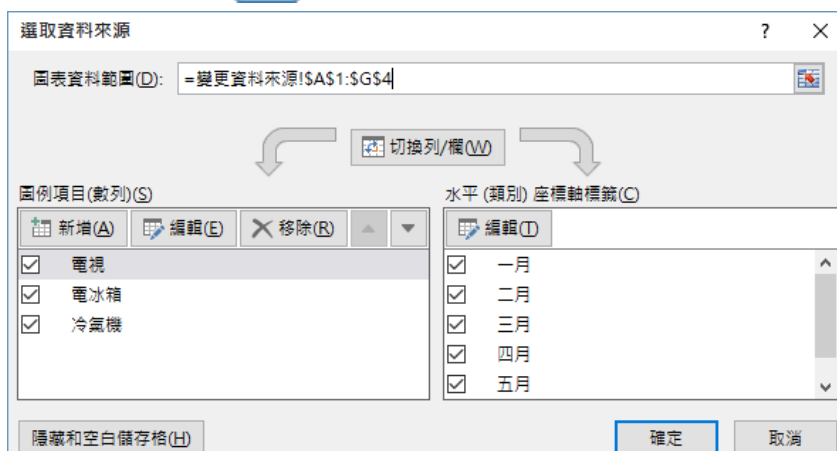 選取資料來源 ?
圖表資料範圍(D): =變更資料來源!$A$1:$G$4
切換列/欄(W)
圖例項目(數列)(S)
水平 (類別) 座標軸標籤(C)
新增(A) 編輯(E) 移除(R)
編輯(T)
電視
電冰箱
冷氣機
一月
二月
三月
四月
五月
隱藏和空白儲存格(H)
確定
取消